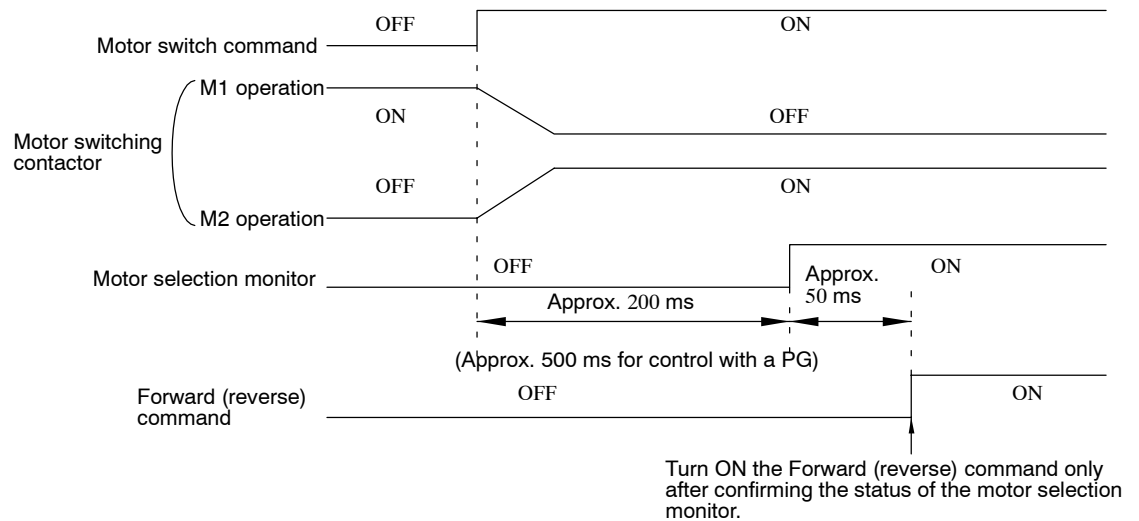 OFF ON
Motor switch command
M1 operation
ON OFF
Motor switching
contactor
OFF ON
M2 operation
OFF ON
Motor selection monitor
Approx.
50 ms
Approx. 200 ms
(Approx. 500 ms for control with a PG)
Forward (reverse)
command
OFF ON
Turn ON the Forward (reverse) command only
after confirming the status of the motor selection
monitor.